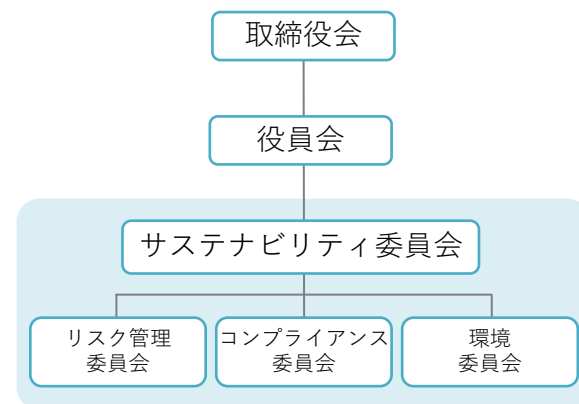 取締役会
役員会
サステナビリティ委員会
リスク管理
委員会
コンプライアンス
委員会
環境
委員会